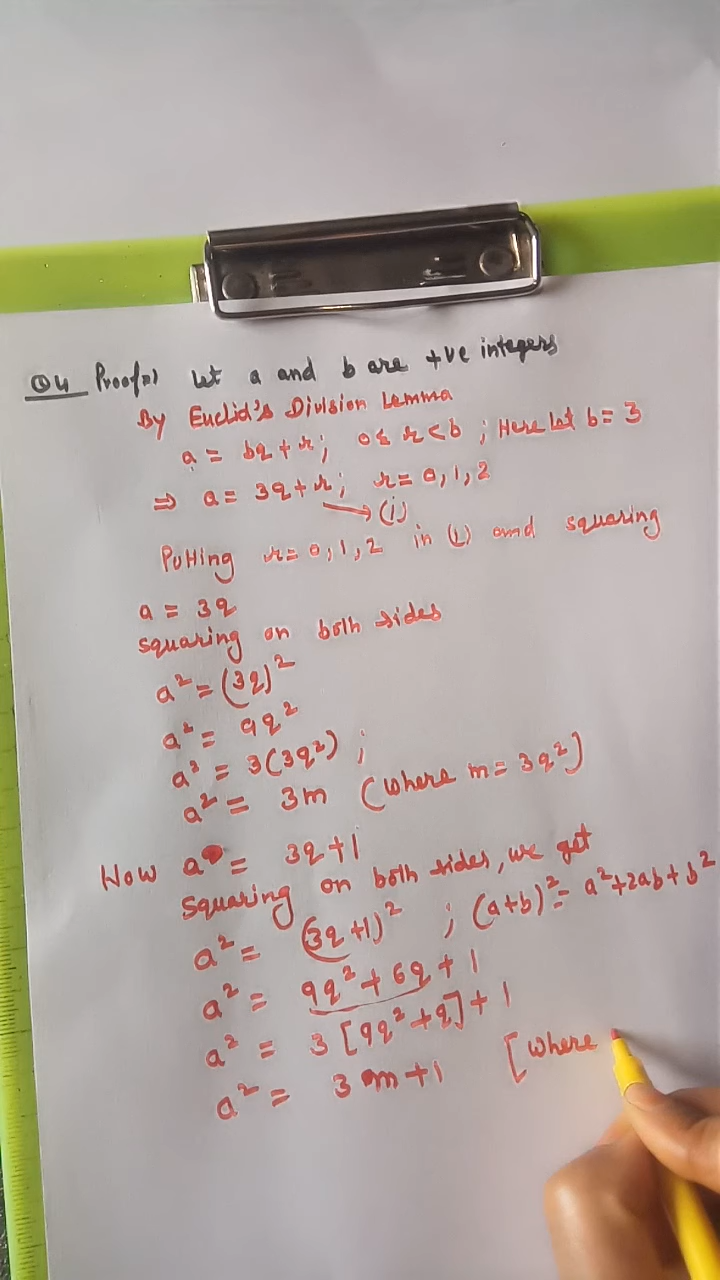 Q4 Proof:) Let a and b are +ve integers
By Euclid's Division Lemma
a = bq + r; 0 ≤ r < b ; Here Let b = 3
⇒ a = 3q + r; r = 0, 1, 2
→ (i)
Putting r = 0, 1, 2 in (i) and squaring
a = 3q
squaring on both sides
a² = (3q)²
a² = 9q²
a² = 3(3q²) ;
a² = 3m (where m = 3q²)
Now a = 3q + 1
Squaring on both sides, we get
a² = (3q + 1)² ; (a+b)² = a² + 2ab + b²
a² = 9q² + 6q + 1
a² = 3 [9q² + q] + 1
a² = 3m + 1 [where